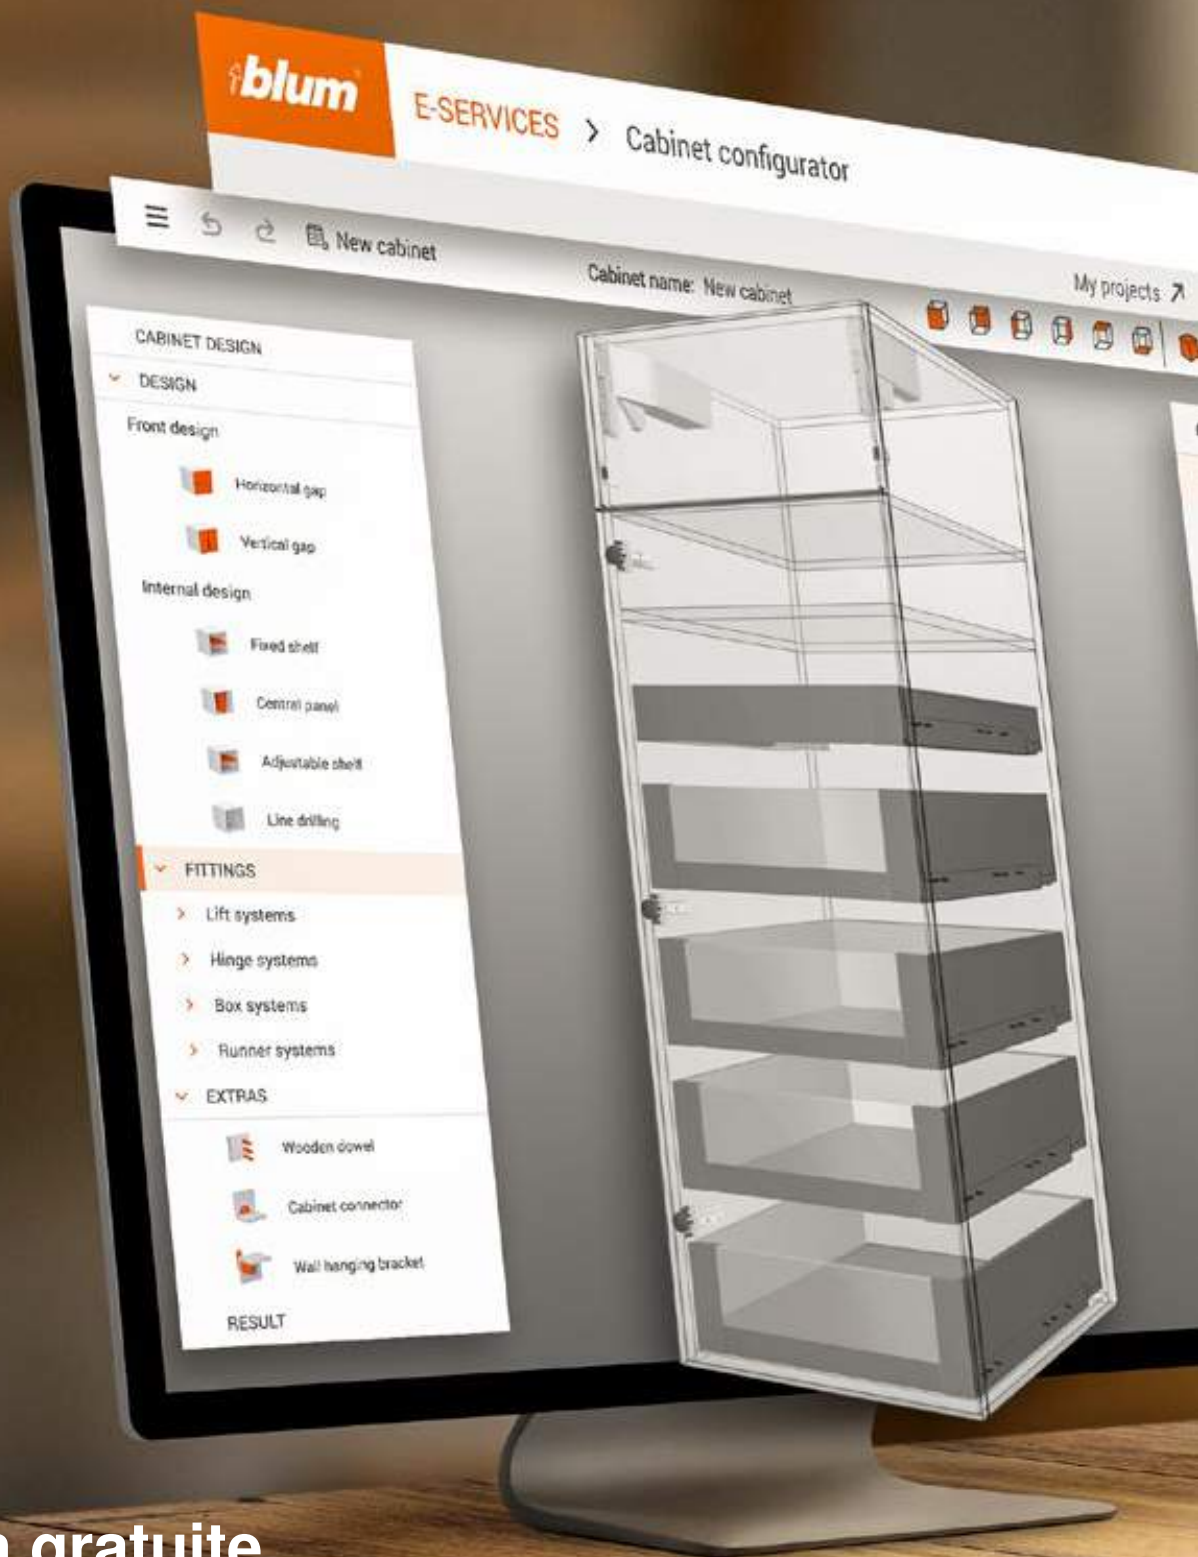 blum
E-SERVICES > Cabinet configurator
New cabinet
Cabinet name: New cabinet
My projects
CABINET DESIGN
DESIGN
Front design
Horizontal gap
Vertical gap
Internal design
Fixed shelf
Central panel
Adjustable shelf
Line drilling
FITTINGS
Lift systems
Hinge systems
Box systems
Runner systems
EXTRAS
Wooden dowel
Cabinet connector
Wall hanging bracket
RESULT
gratuite